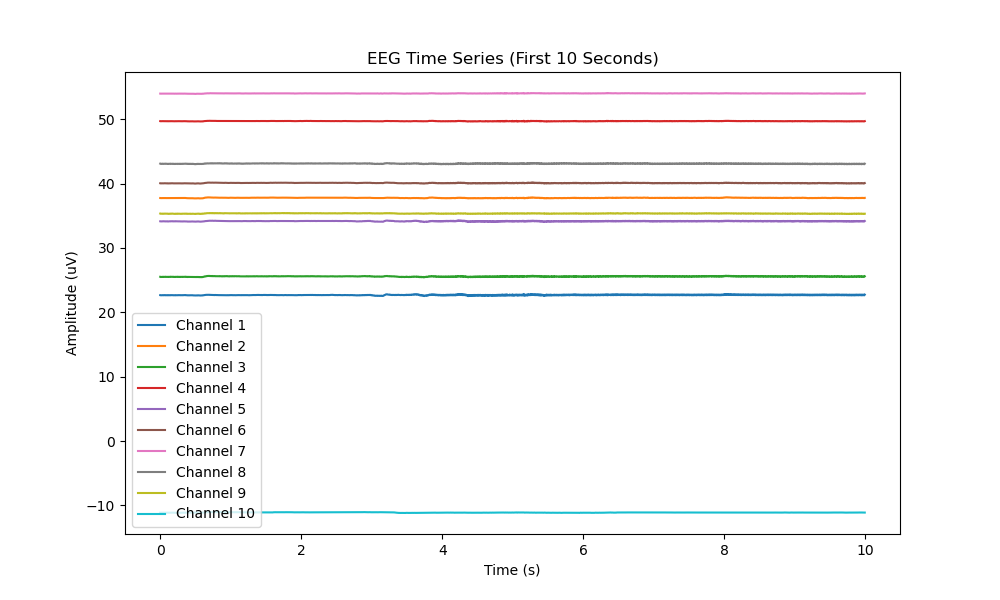 EEG Time Series (First 10 Seconds)
Amplitude (uV)
50
40
30
20
10
0
−10
Channel 1
Channel 2
Channel 3
Channel 4
Channel 5
Channel 6
Channel 7
Channel 8
Channel 9
Channel 10
0 2 4 6 8 10
Time (s)